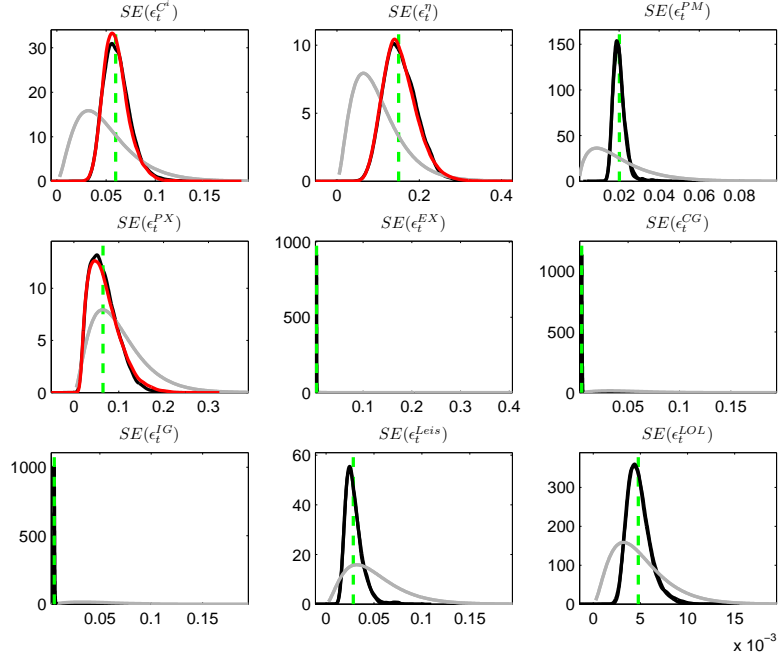 SE(ϵ_t^{C^i}) SE(ϵ_t^η) SE(ϵ_t^{PM})
30
20
10
0
0 0.05 0.1 0.15
10
5
0
0 0.2 0.4
150
100
50
0
0.02 0.04 0.06 0.08
SE(ϵ_t^{PX}) SE(ϵ_t^{EX}) SE(ϵ_t^{CG})
10
5
0
0 0.1 0.2 0.3
1000
500
0
0.1 0.2 0.3 0.4
1000
500
0
0.05 0.1 0.15
SE(ϵ_t^{IG}) SE(ϵ_t^{Leis}) SE(ϵ_t^{LOL})
1000
500
0
0.05 0.1 0.15
60
40
20
0
0 0.05 0.1 0.15
300
200
100
0
0 5 10 15
x 10⁻³